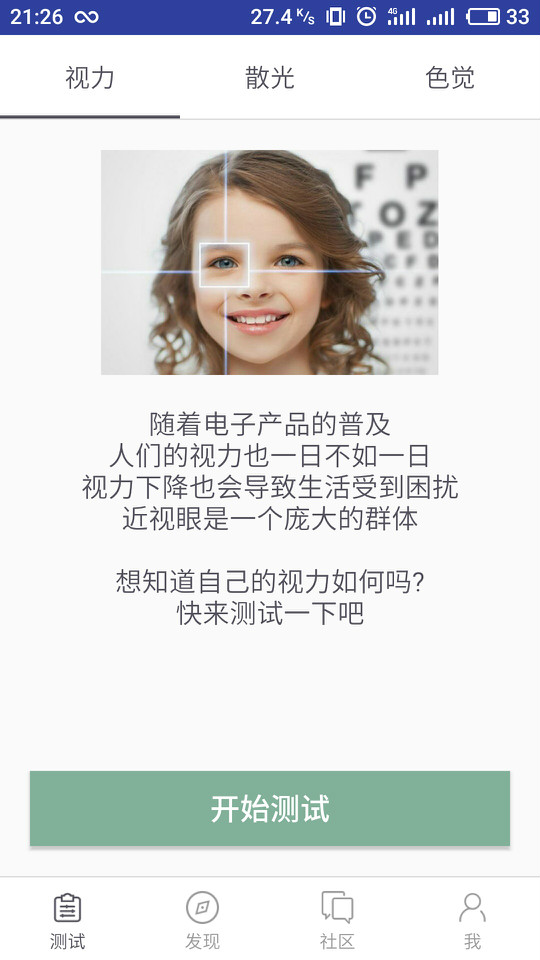 21:26 27.4 K/s 4G 33
视力 散光 色觉
F P
OZ
PED
随着电子产品的普及
人们的视力也一日不如一日
视力下降也会导致生活受到困扰
近视眼是一个庞大的群体
想知道自己的视力如何吗?
快来测试一下吧
开始测试
测试 发现 社区 我